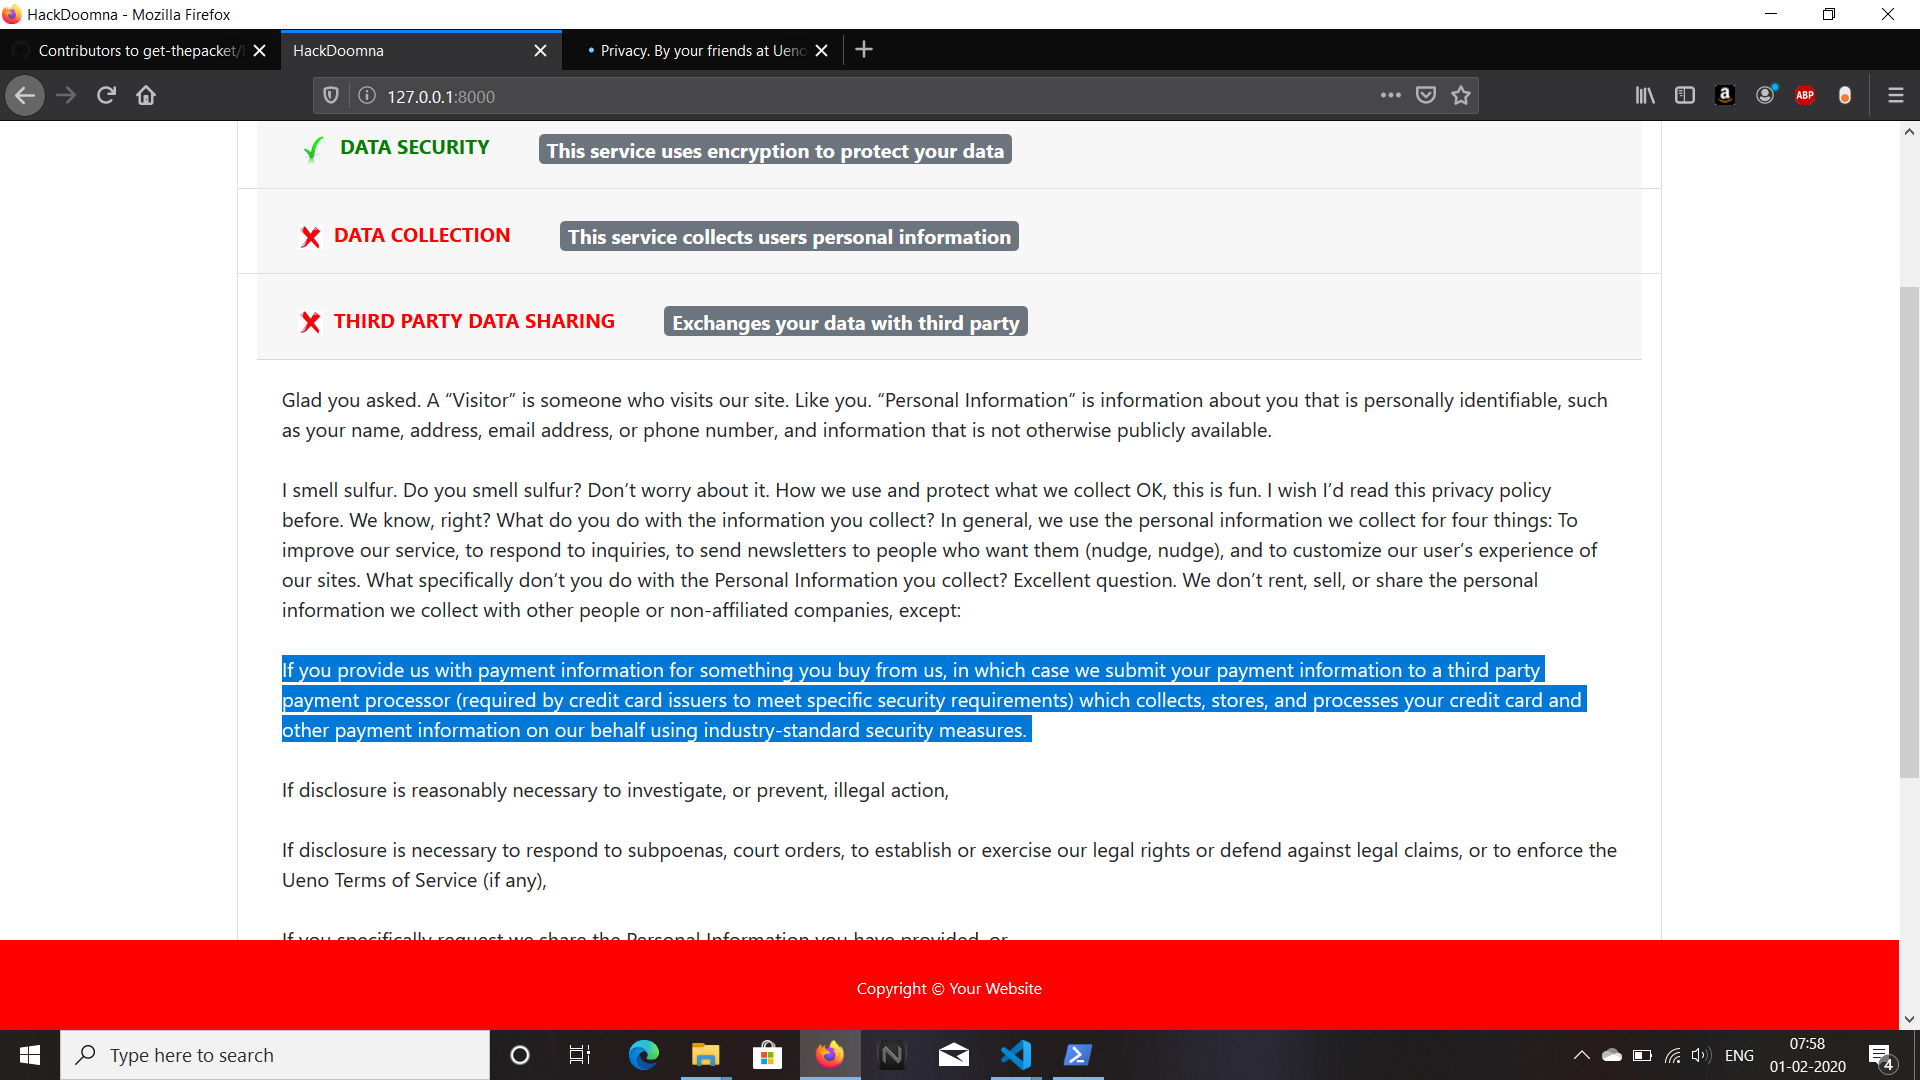 HackDoomna - Mozilla Firefox
Contributors to get-thepacket/
HackDoomna
Privacy. By your friends at Ueno
127.0.0.1:8000
a
ABP
DATA SECURITY This service uses encryption to protect your data
DATA COLLECTION This service collects users personal information
THIRD PARTY DATA SHARING Exchanges your data with third party
Glad you asked. A “Visitor” is someone who visits our site. Like you. “Personal Information” is information about you that is personally identifiable, such
as your name, address, email address, or phone number, and information that is not otherwise publicly available.
I smell sulfur. Do you smell sulfur? Don’t worry about it. How we use and protect what we collect OK, this is fun. I wish I’d read this privacy policy
before. We know, right? What do you do with the information you collect? In general, we use the personal information we collect for four things: To
improve our service, to respond to inquiries, to send newsletters to people who want them (nudge, nudge), and to customize our user’s experience of
our sites. What specifically don’t you do with the Personal Information you collect? Excellent question. We don’t rent, sell, or share the personal
information we collect with other people or non-affiliated companies, except:
If you provide us with payment information for something you buy from us, in which case we submit your payment information to a third party
payment processor (required by credit card issuers to meet specific security requirements) which collects, stores, and processes your credit card and
other payment information on our behalf using industry-standard security measures.
If disclosure is reasonably necessary to investigate, or prevent, illegal action,
If disclosure is necessary to respond to subpoenas, court orders, to establish or exercise our legal rights or defend against legal claims, or to enforce the
Ueno Terms of Service (if any),
If you specifically request we share the Personal Information you have provided, or
Copyright © Your Website
Type here to search
N
ENG
07:58
01-02-2020
4